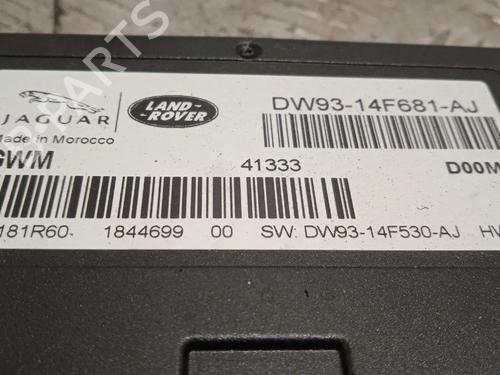 JAGUAR
LAND-
ROVER
DW93-14F681-AJ
Made in Morocco
GWM
41333
D00M
181R60-
1844699
00
SW: DW93-14F530-AJ